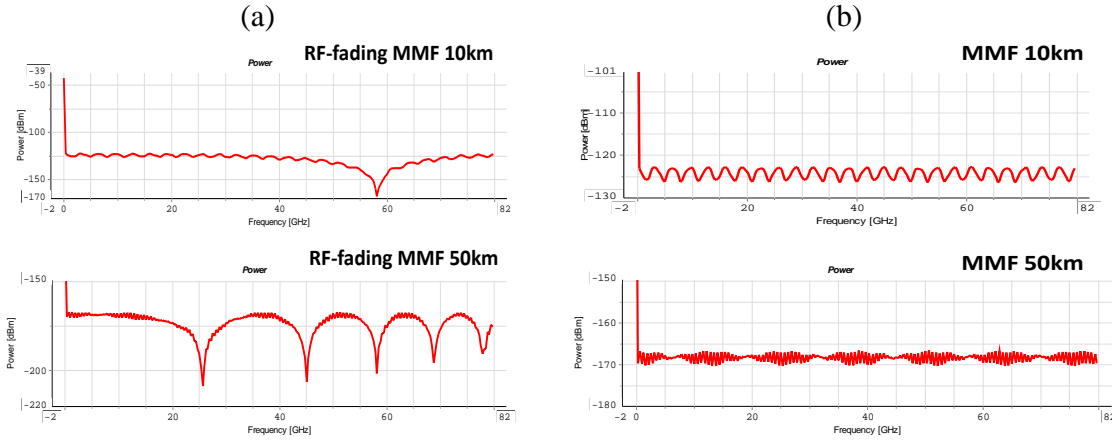 (a)
(b)
RF-fading MMF 10km
Power
-39
-50
-100
-150
-170
Power [dBm]
-2 0 20 40 60 82
Frequency [GHz]
MMF 10km
Power
-101
-110
-120
-130
Power [dBm]
-2 20 40 60 82
Frequency [GHz]
RF-fading MMF 50km
Power
-150
-200
-220
Power [dBm]
-2 0 20 40 60 82
Frequency [GHz]
MMF 50km
Power
-150
-160
-170
-180
Power [dBm]
-2 0 20 40 60 82
Frequency [GHz]